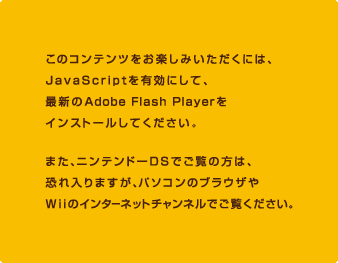 このコンテンツをお楽しみいただくには、
JavaScriptを有効にして、
最新のAdobe Flash Playerを
インストールしてください。
また、ニンテンドーDSでご覧の方は、
恐れ入りますが、パソコンのブラウザや
Wiiのインターネットチャンネルでご覧ください。